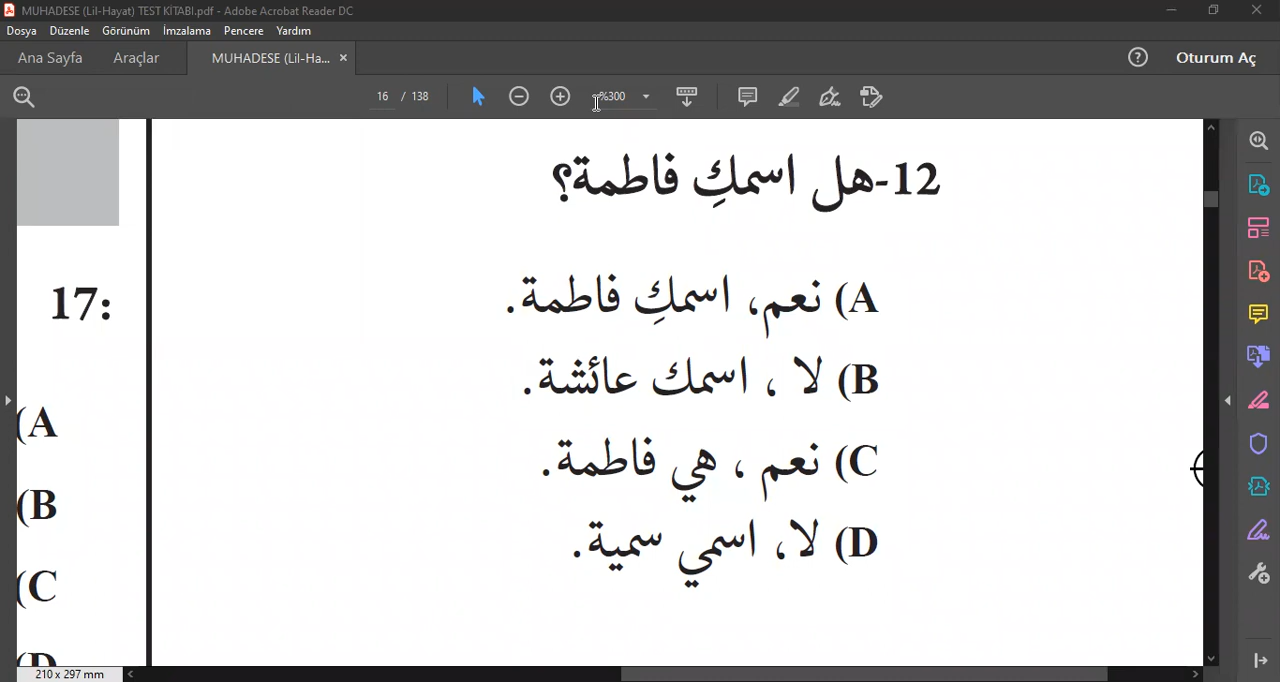 MUHADESE (Lil-Hayat) TEST KİTABI.pdf - Adobe Acrobat Reader DC
Dosya Düzenle Görünüm İmzalama Pencere Yardım
Ana Sayfa Araçlar MUHADESE (Lil-Ha... × Oturum Aç
16 / 138 %300
12-هل اسمكِ فاطمة؟
A) نعم، اسمكِ فاطمة.
B) لا ، اسمك عائشة.
C) نعم ، هي فاطمة.
D) لا، اسمي سمية.
17:
(A
(B
(C
(D
210 x 297 mm